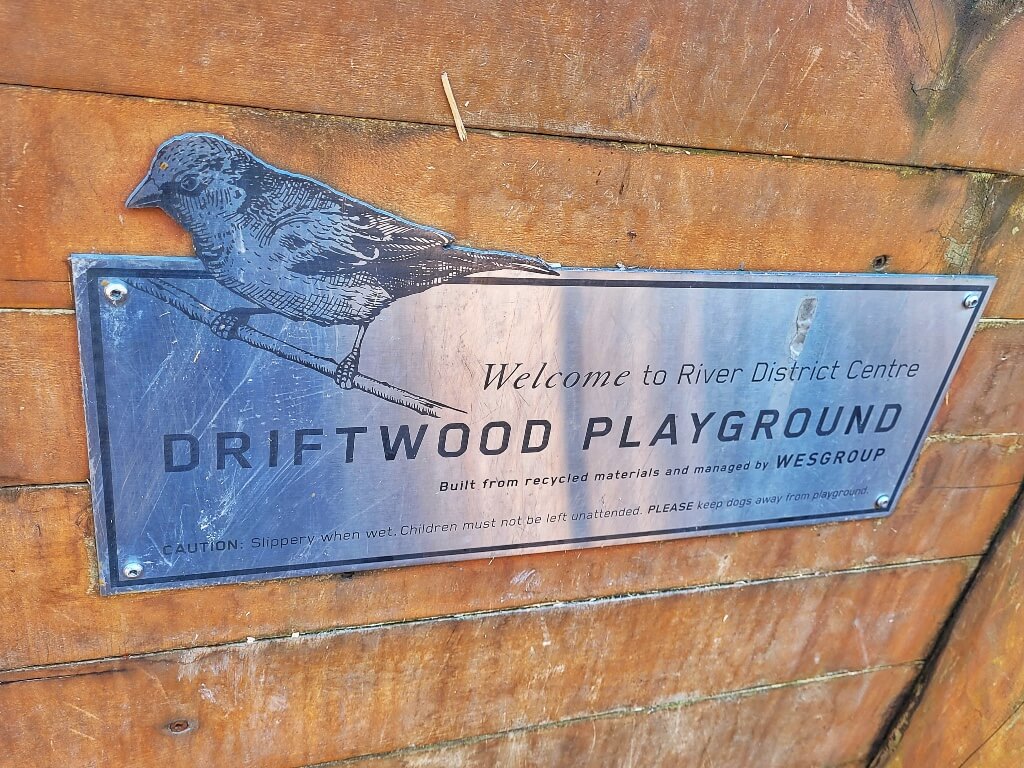 Welcome to River District Centre
DRIFTWOOD PLAYGROUND
Built from recycled materials and managed by WESGROUP
CAUTION: Slippery when wet. Children must not be left unattended. PLEASE keep dogs away from playground.